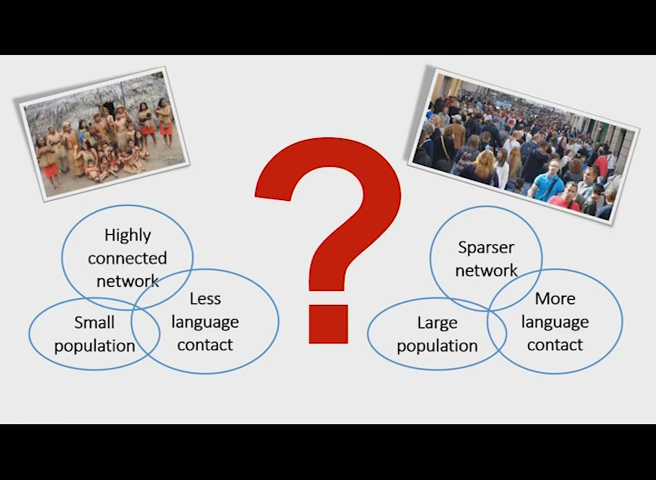 Highly
connected
network
Less
language
contact
Small
population
?
Sparser
network
More
language
contact
Large
population